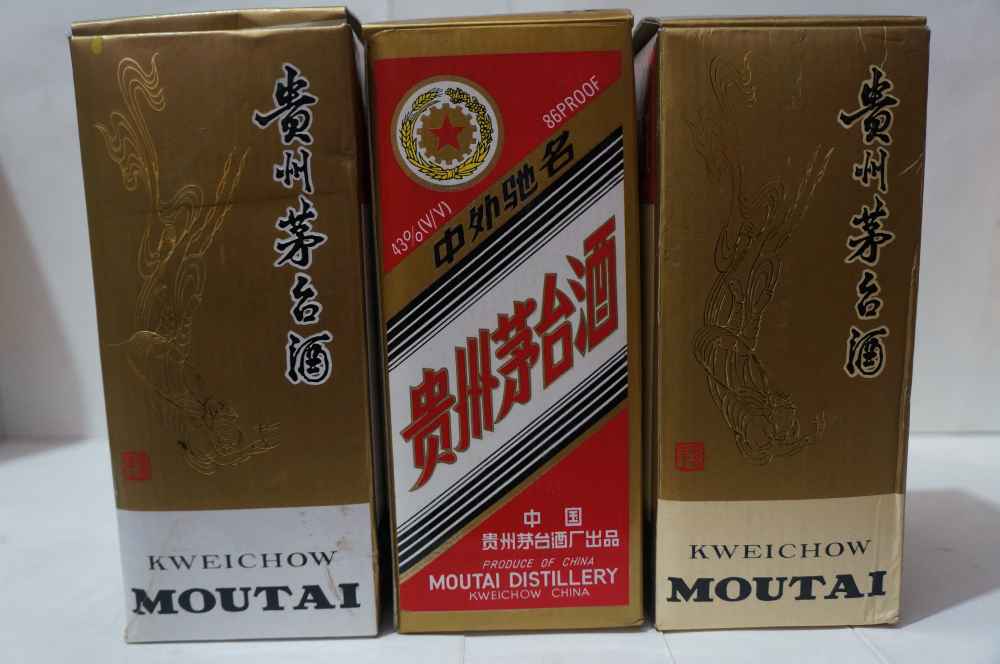 貴州茅台酒
KWEICHOW
MOUTAI
86PROOF
43%(V/V)
中外驰名
贵州茅台酒
中国
贵州茅台酒厂出品
PRODUCE OF CHINA
MOUTAI DISTILLERY
KWEICHOW CHINA
貴州茅台酒
KWEICHOW
MOUTAI